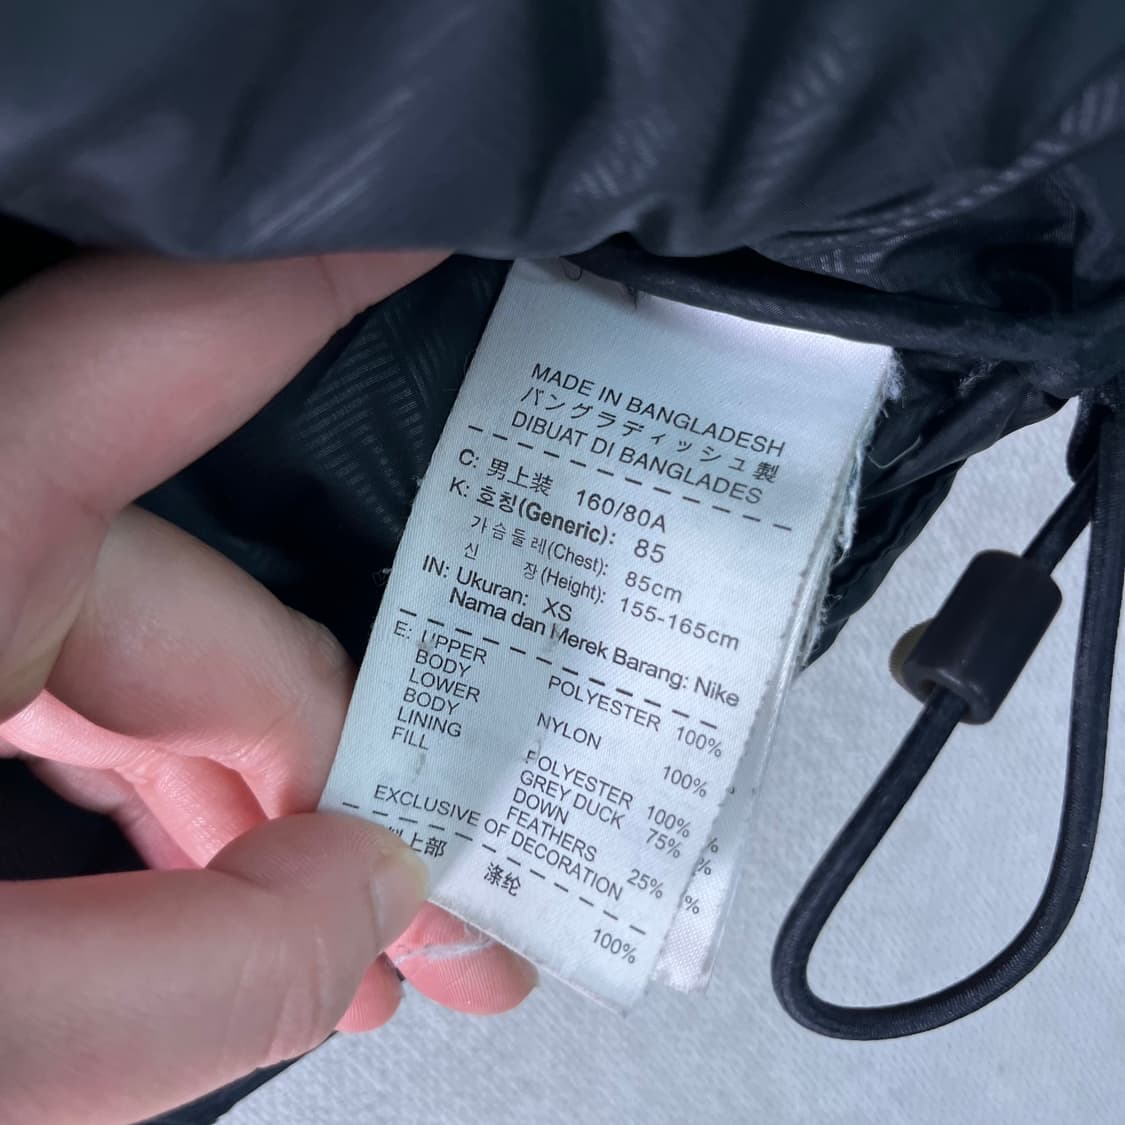 MADE IN BANGLADESH
バングラディッシュ製
DIBUAT DI BANGLADES
C: 男上装 160/80A
K: 호칭(Generic): 85
가슴둘레(Chest): 85cm
신 장(Height): 155-165cm
IN: Ukuran: XS
Nama dan Merek Barang: Nike
E: UPPER BODY POLYESTER 100%
LOWER BODY NYLON 100%
LINING POLYESTER 100%
FILL GREY DUCK DOWN 75%
FEATHERS 25%
EXCLUSIVE OF DECORATION
上部 涤纶 100%
%
%
%